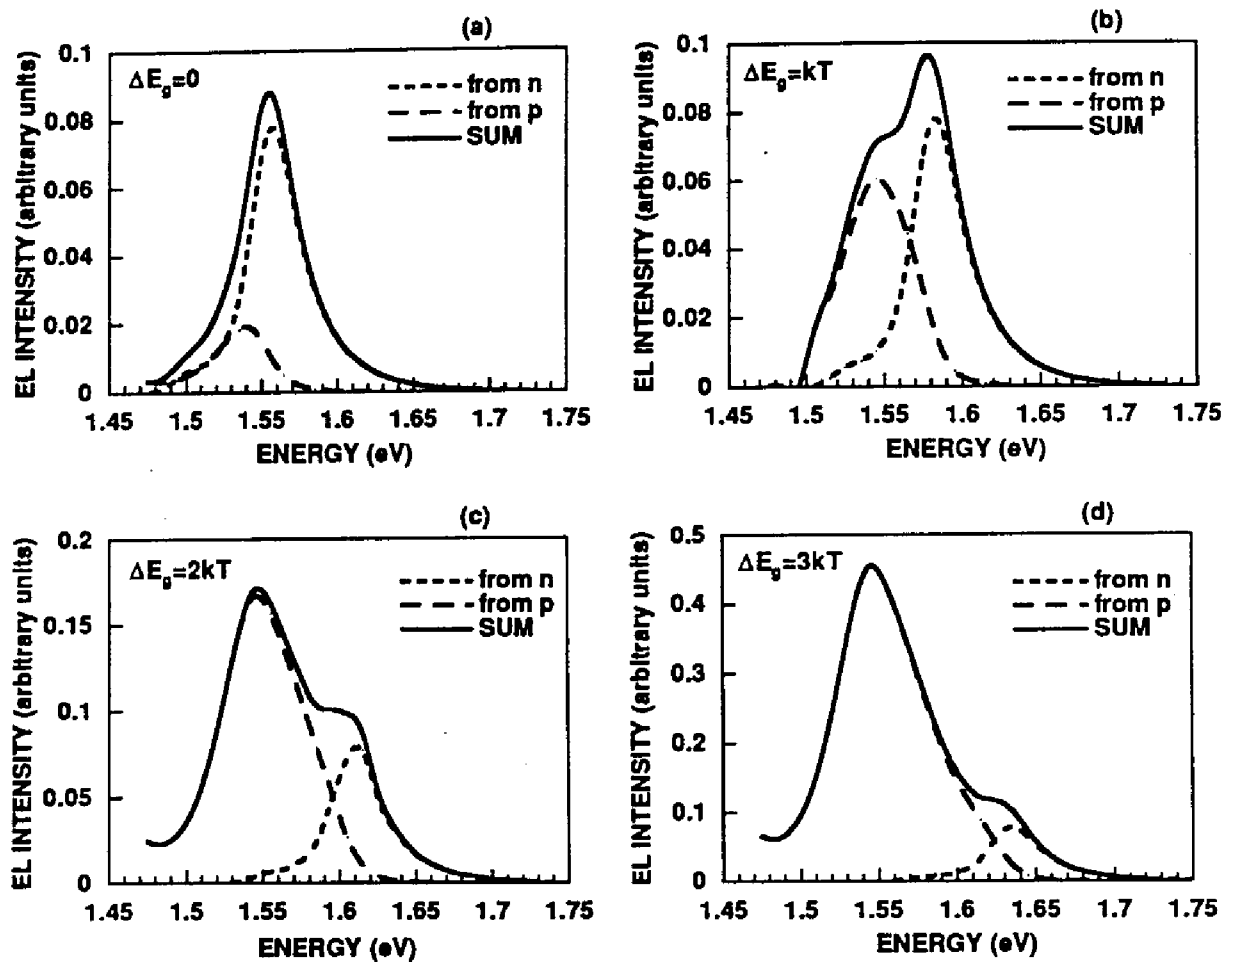 (a)
EL INTENSITY (arbitrary units)
0.1
0.08
0.06
0.04
0.02
0
ΔEg=0
from n
from p
SUM
1.45 1.5 1.55 1.6 1.65 1.7 1.75
ENERGY (eV)
(b)
EL INTENSITY (arbitrary units)
0.1
0.08
0.06
0.04
0.02
0
ΔEg=kT
from n
from p
SUM
1.45 1.5 1.55 1.6 1.65 1.7 1.75
ENERGY (eV)
(c)
EL INTENSITY (arbitrary units)
0.2
0.15
0.1
0.05
0
ΔEg=2kT
from n
from p
SUM
1.45 1.5 1.55 1.6 1.65 1.7 1.75
ENERGY (eV)
(d)
EL INTENSITY (arbitrary units)
0.5
0.4
0.3
0.2
0.1
0
ΔEg=3kT
from n
from p
SUM
1.45 1.5 1.55 1.6 1.65 1.7 1.75
ENERGY (eV)